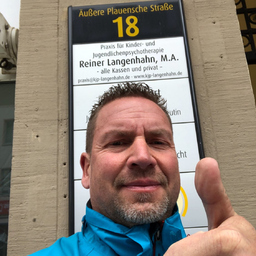 Äußere Plauensche Straße
18
Praxis für Kinder- und
Jugendlichenpsychotherapie
Reiner Langenhahn, M.A.
- alle Kassen und privat -
praxis@kjp-langenhahn.de www.kjp-langenhahn.de